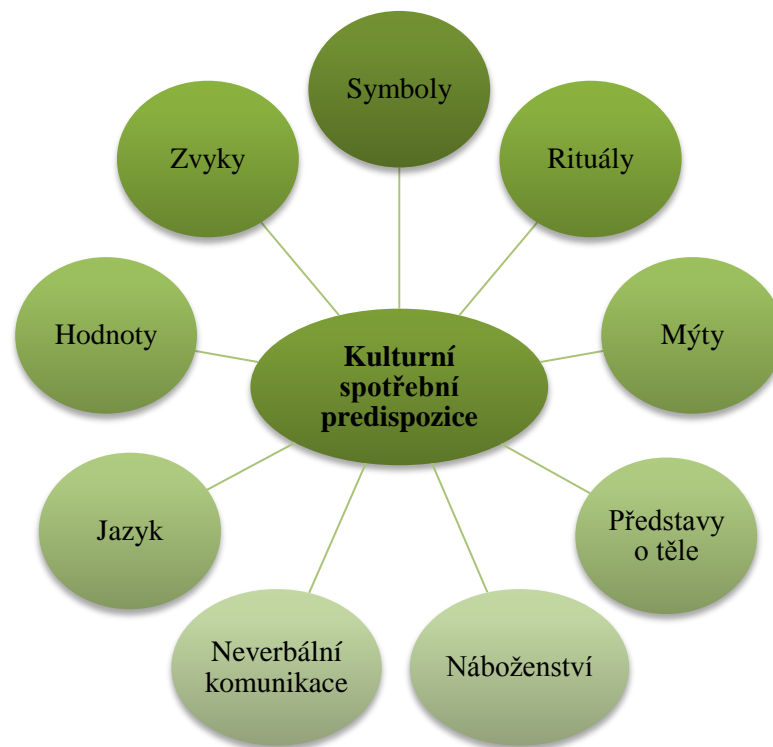 Symboly
Zvyky
Rituály
Hodnoty
Mýty
Kulturní
spotřební
predispozice
Jazyk
Představy
o těle
Neverbální
komunikace
Náboženství